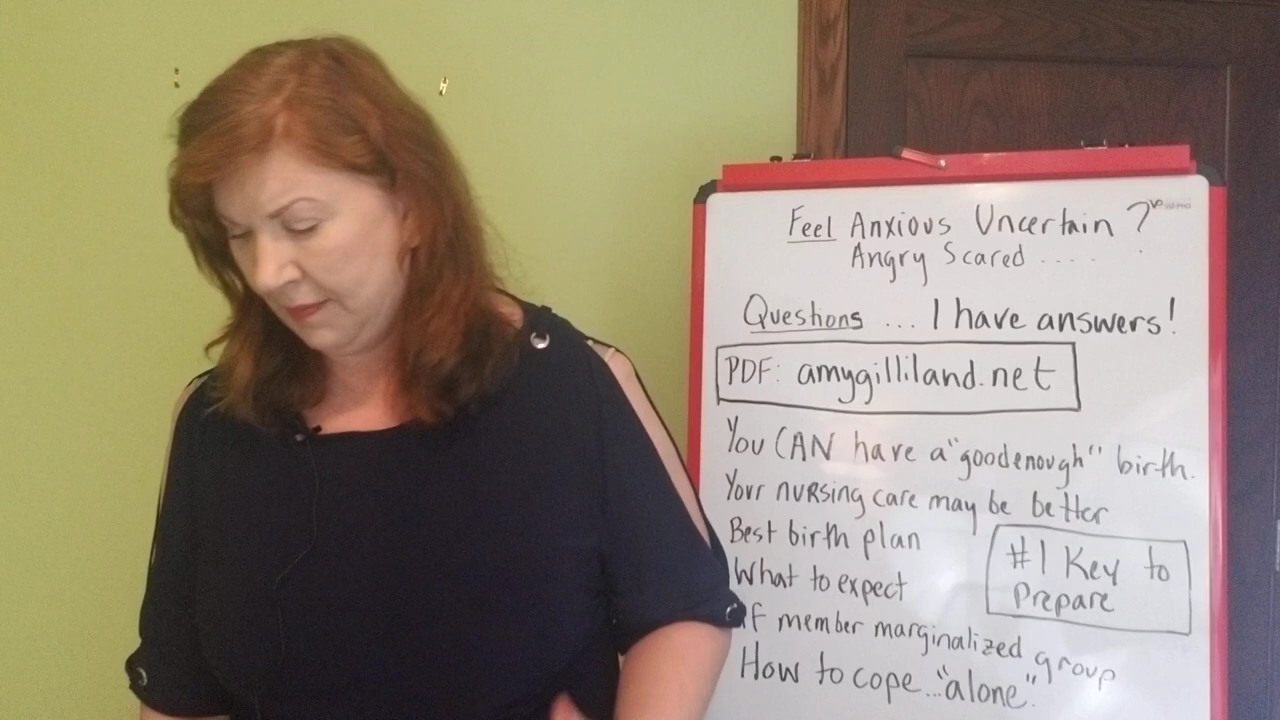 Feel Anxious Uncertain ?
Angry Scared .....
Questions ... I have answers!
PDF: amygilliland.net
You CAN have a "goodenough" birth.
Your nursing care may be better
Best birth plan
What to expect
#1 Key to
Prepare
If member marginalized group
How to cope... "alone".